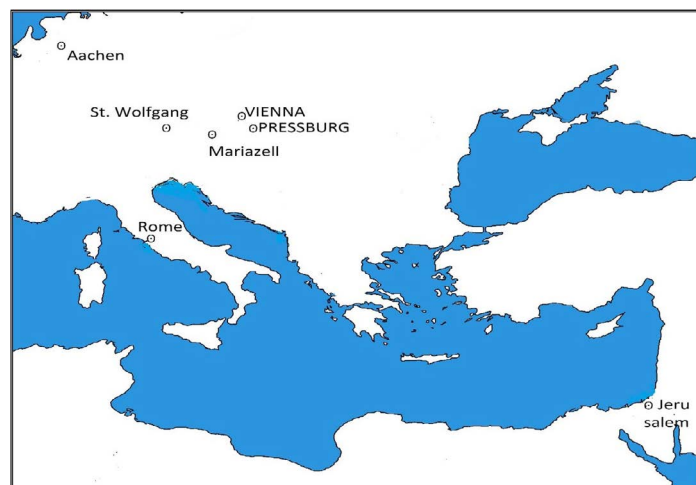 Aachen
St. Wolfgang
VIENNA
PRESSBURG
Mariazell
Rome
Jeru
salem